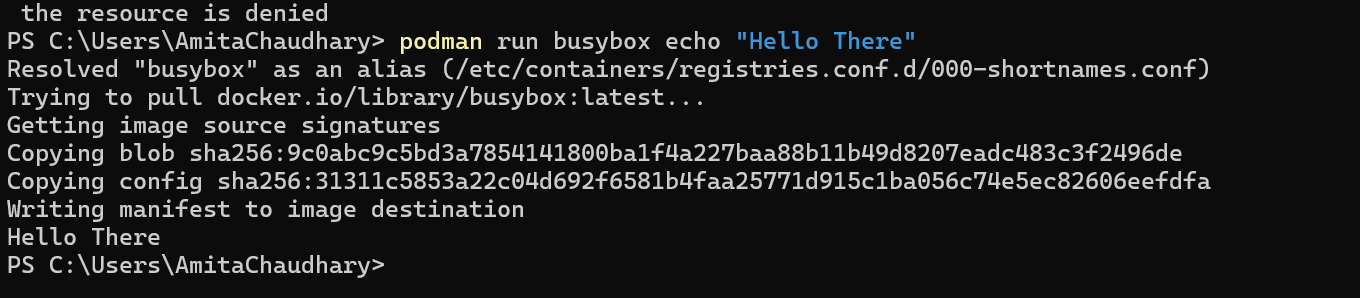 the resource is denied
PS C:\Users\AmitaChaudhary> podman run busybox echo "Hello There"
Resolved "busybox" as an alias (/etc/containers/registries.conf.d/000-shortnames.conf)
Trying to pull docker.io/library/busybox:latest...
Getting image source signatures
Copying blob sha256:9c0abc9c5bd3a7854141800ba1f4a227baa88b11b49d8207eadc483c3f2496de
Copying config sha256:31311c5853a22c04d692f6581b4faa25771d915c1ba056c74e5ec82606eefdfa
Writing manifest to image destination
Hello There
PS C:\Users\AmitaChaudhary>